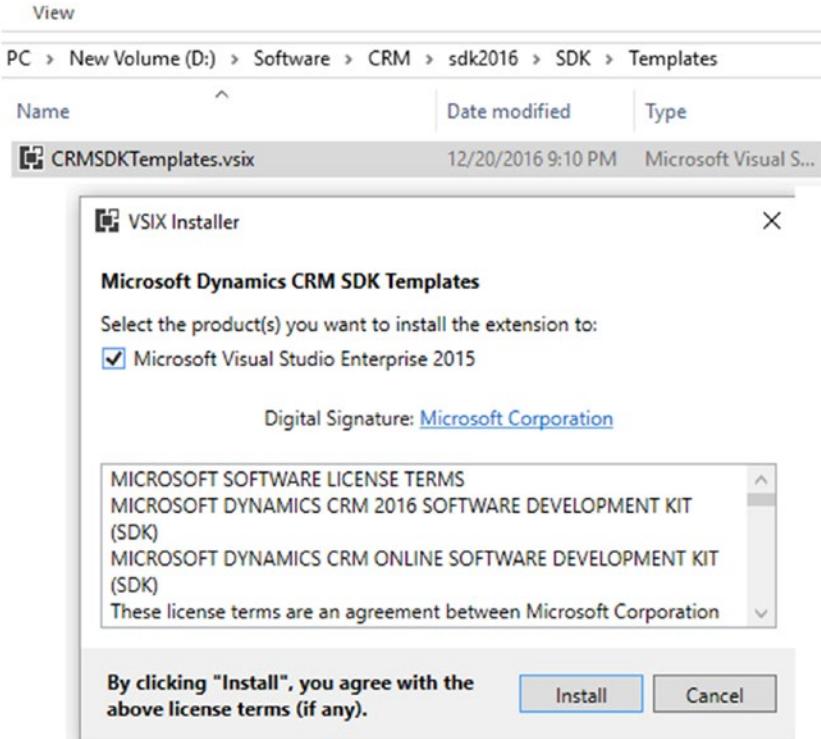 View
PC > New Volume (D:) > Software > CRM > sdk2016 > SDK > Templates
Name Date modified Type
CRMSDKTemplates.vsix 12/20/2016 9:10 PM Microsoft Visual S...
VSIX Installer
Microsoft Dynamics CRM SDK Templates
Select the product(s) you want to install the extension to:
Microsoft Visual Studio Enterprise 2015
Digital Signature: Microsoft Corporation
MICROSOFT SOFTWARE LICENSE TERMS
MICROSOFT DYNAMICS CRM 2016 SOFTWARE DEVELOPMENT KIT
(SDK)
MICROSOFT DYNAMICS CRM ONLINE SOFTWARE DEVELOPMENT KIT
(SDK)
These license terms are an agreement between Microsoft Corporation
By clicking "Install", you agree with the
above license terms (if any).
Install Cancel